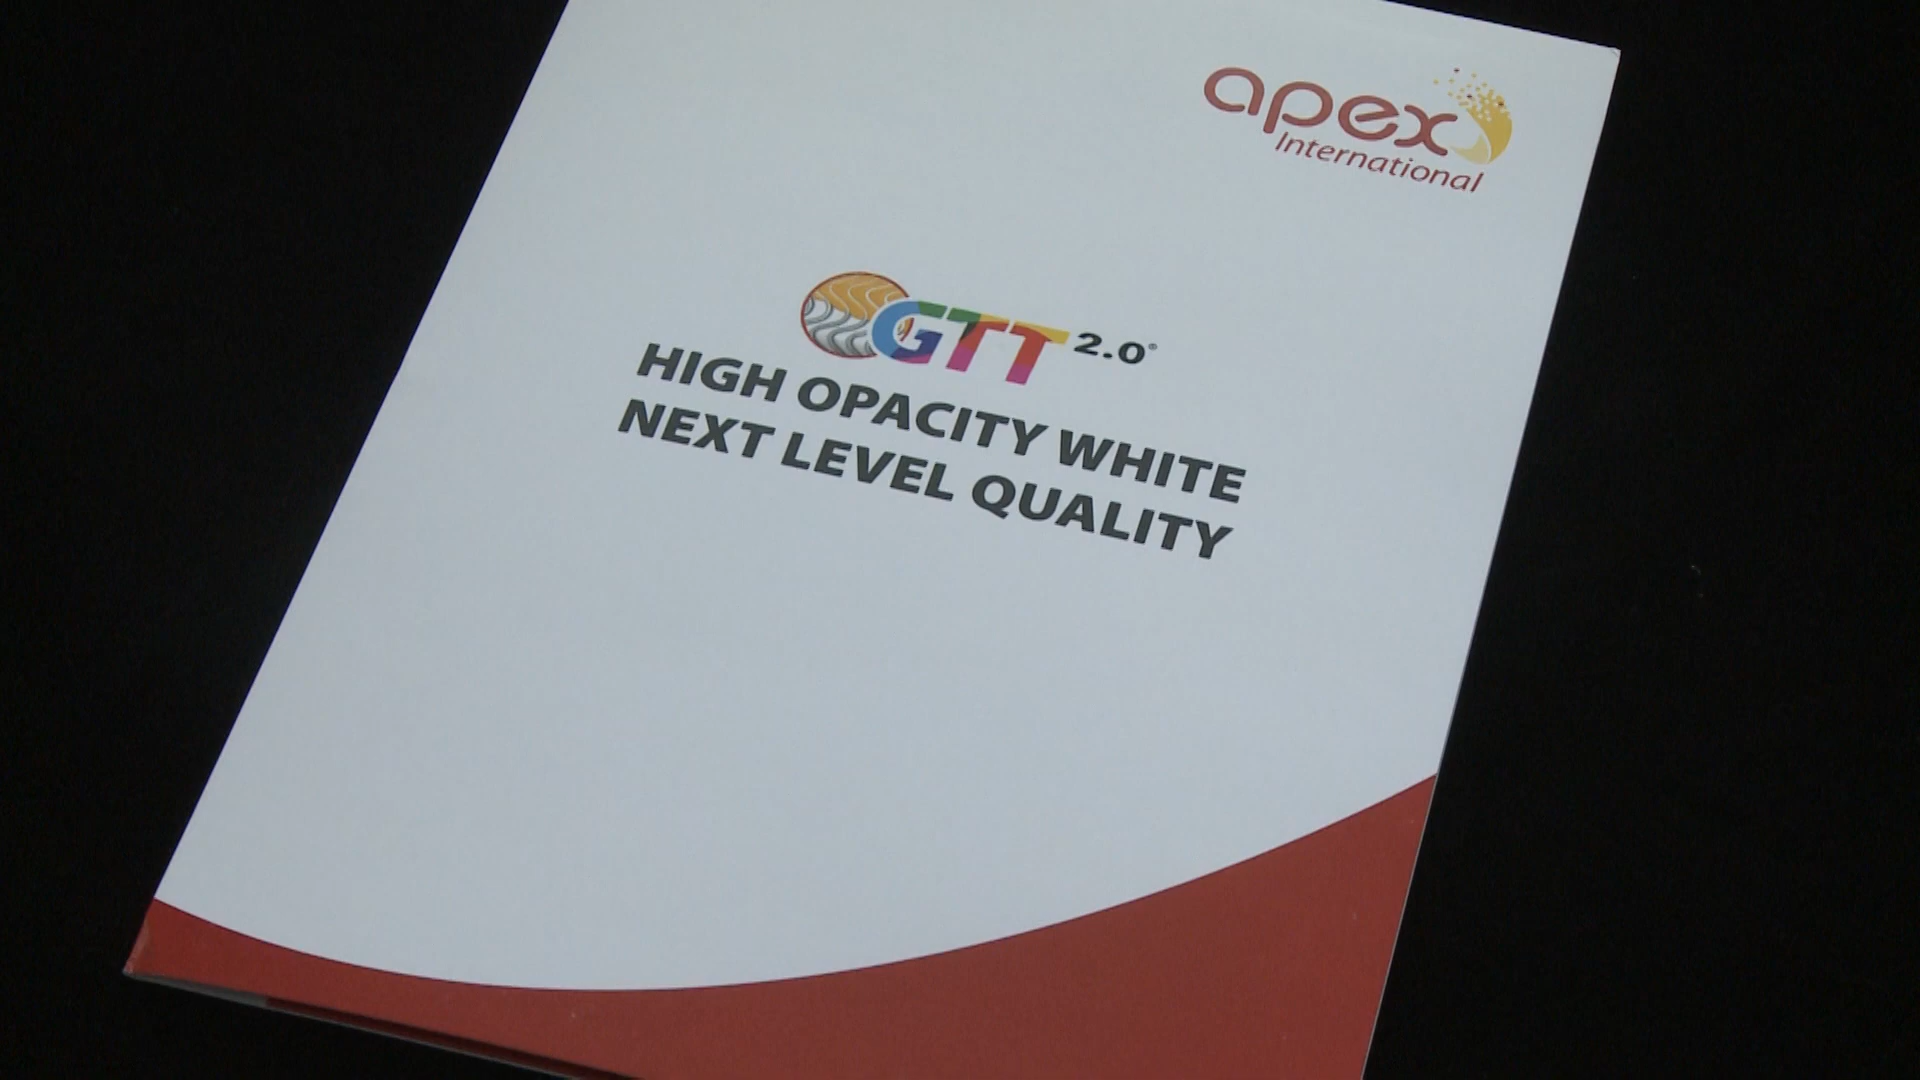 apex
International
GTT 2.0®
HIGH OPACITY WHITE
NEXT LEVEL QUALITY